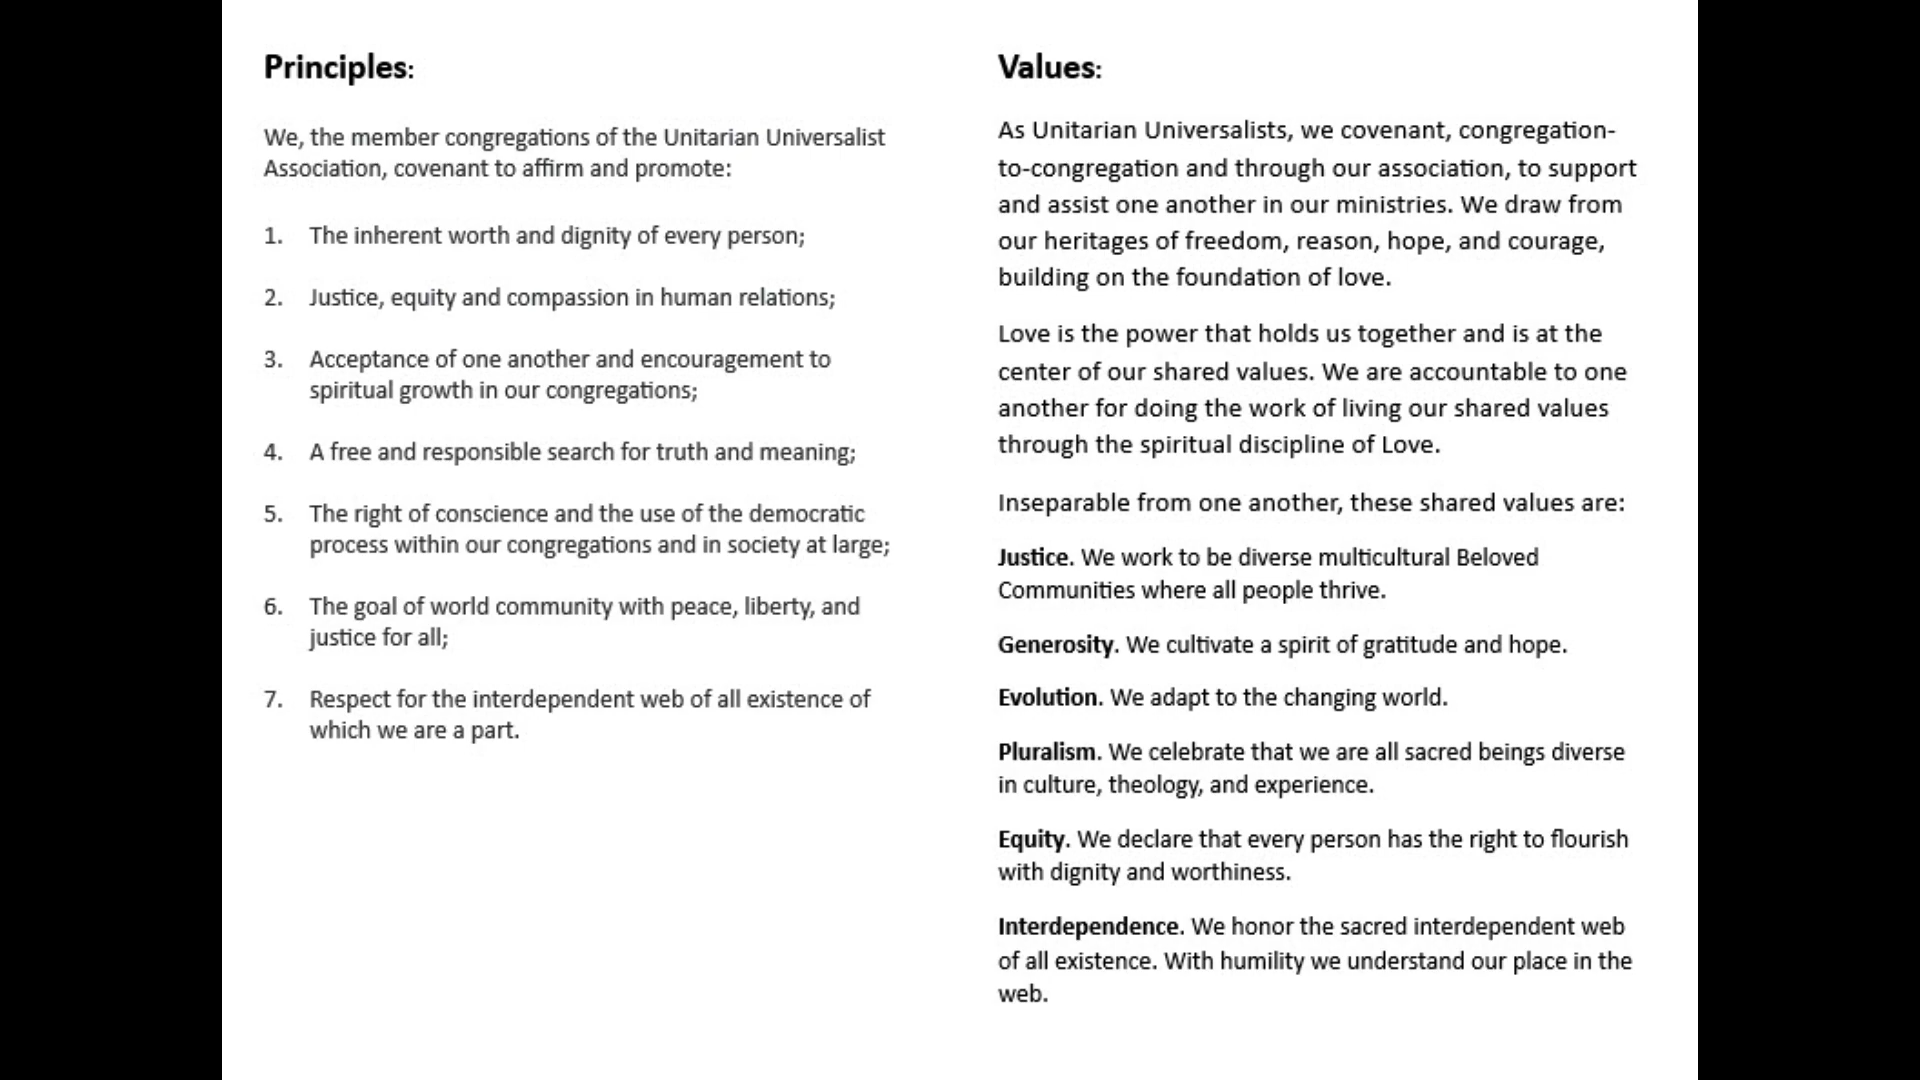 Principles:
We, the member congregations of the Unitarian Universalist
Association, covenant to affirm and promote:
1. The inherent worth and dignity of every person;
2. Justice, equity and compassion in human relations;
3. Acceptance of one another and encouragement to
spiritual growth in our congregations;
4. A free and responsible search for truth and meaning;
5. The right of conscience and the use of the democratic
process within our congregations and in society at large;
6. The goal of world community with peace, liberty, and
justice for all;
7. Respect for the interdependent web of all existence of
which we are a part.
Values:
As Unitarian Universalists, we covenant, congregation-
to-congregation and through our association, to support
and assist one another in our ministries. We draw from
our heritages of freedom, reason, hope, and courage,
building on the foundation of love.
Love is the power that holds us together and is at the
center of our shared values. We are accountable to one
another for doing the work of living our shared values
through the spiritual discipline of Love.
Inseparable from one another, these shared values are:
Justice. We work to be diverse multicultural Beloved
Communities where all people thrive.
Generosity. We cultivate a spirit of gratitude and hope.
Evolution. We adapt to the changing world.
Pluralism. We celebrate that we are all sacred beings diverse
in culture, theology, and experience.
Equity. We declare that every person has the right to flourish
with dignity and worthiness.
Interdependence. We honor the sacred interdependent web
of all existence. With humility we understand our place in the
web.